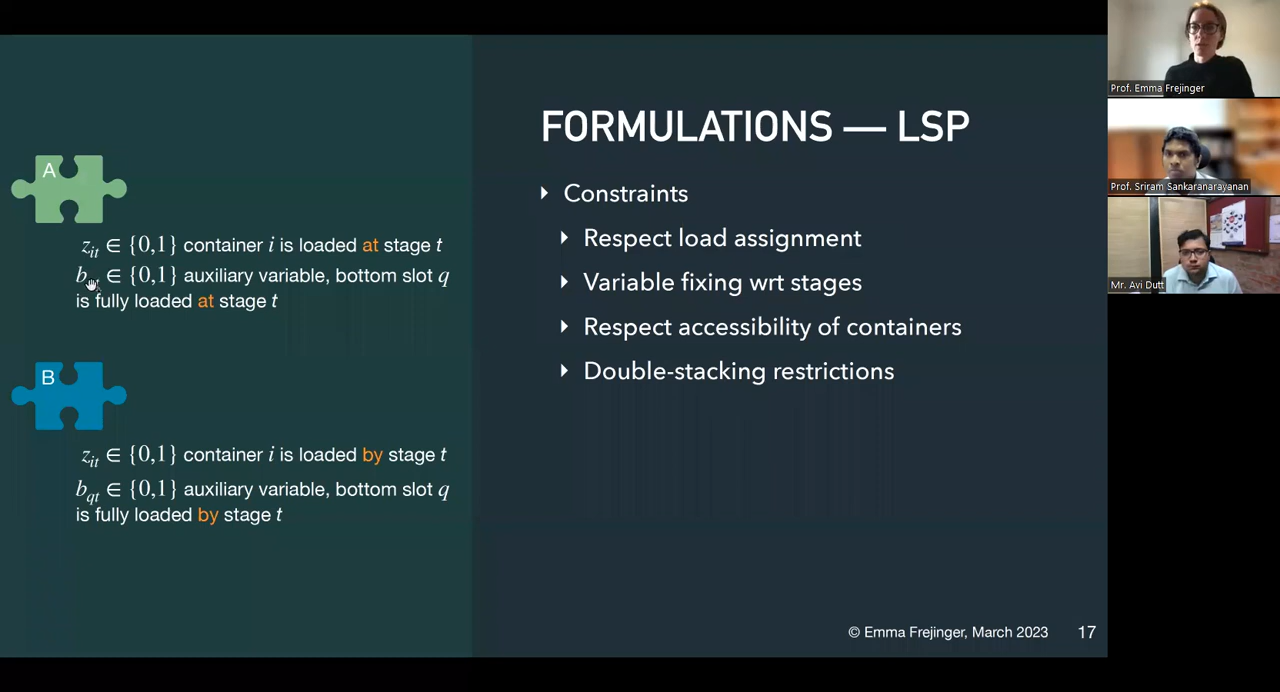 FORMULATIONS — LSP
Constraints
Respect load assignment
Variable fixing wrt stages
Respect accessibility of containers
Double-stacking restrictions
A
z_it ∈ {0,1} container i is loaded at stage t
b ∈ {0,1} auxiliary variable, bottom slot q
is fully loaded at stage t
B
z_it ∈ {0,1} container i is loaded by stage t
b_qt ∈ {0,1} auxiliary variable, bottom slot q
is fully loaded by stage t
© Emma Frejinger, March 2023
17
Prof. Emma Frejinger
Prof. Sriram Sankaranarayanan
Mr. Avi Dutt